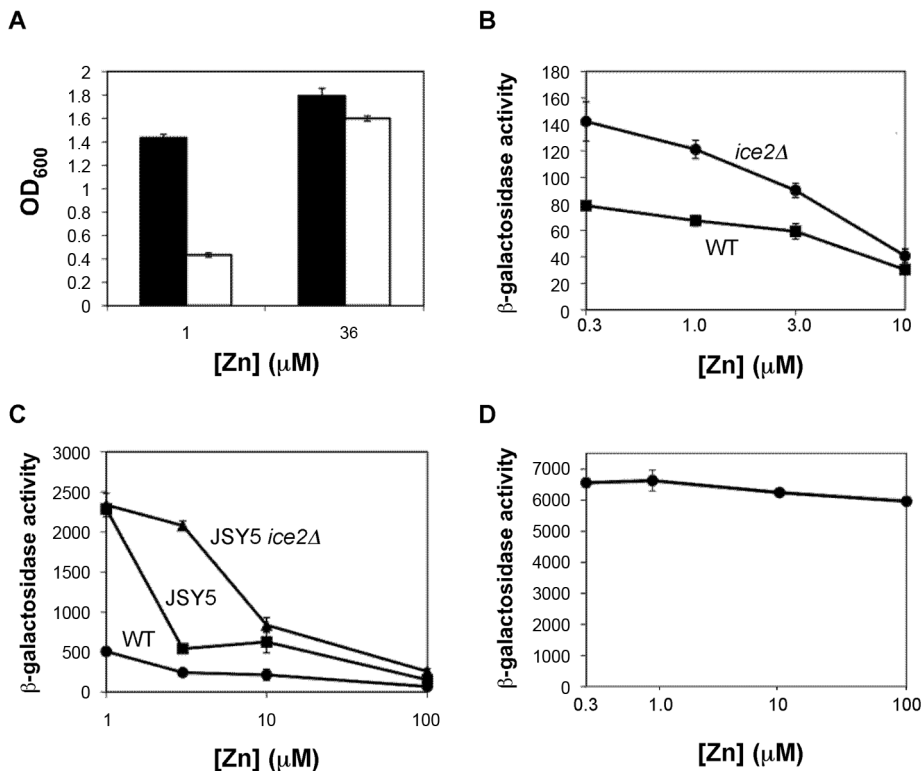 A
OD600
2
1.8
1.6
1.4
1.2
1
0.8
0.6
0.4
0.2
0
1 36
[Zn] (μM)
B
β-galactosidase activity
180
160
140
120
100
80
60
40
20
0
ice2Δ
WT
0.3 1.0 3.0 10
[Zn] (μM)
C
β-galactosidase activity
3000
2500
2000
1500
1000
500
0
JSY5 ice2Δ
JSY5
WT
1 10 100
[Zn] (μM)
D
β-galactosidase activity
7000
6000
5000
4000
3000
2000
1000
0
0.3 1.0 10 100
[Zn] (μM)